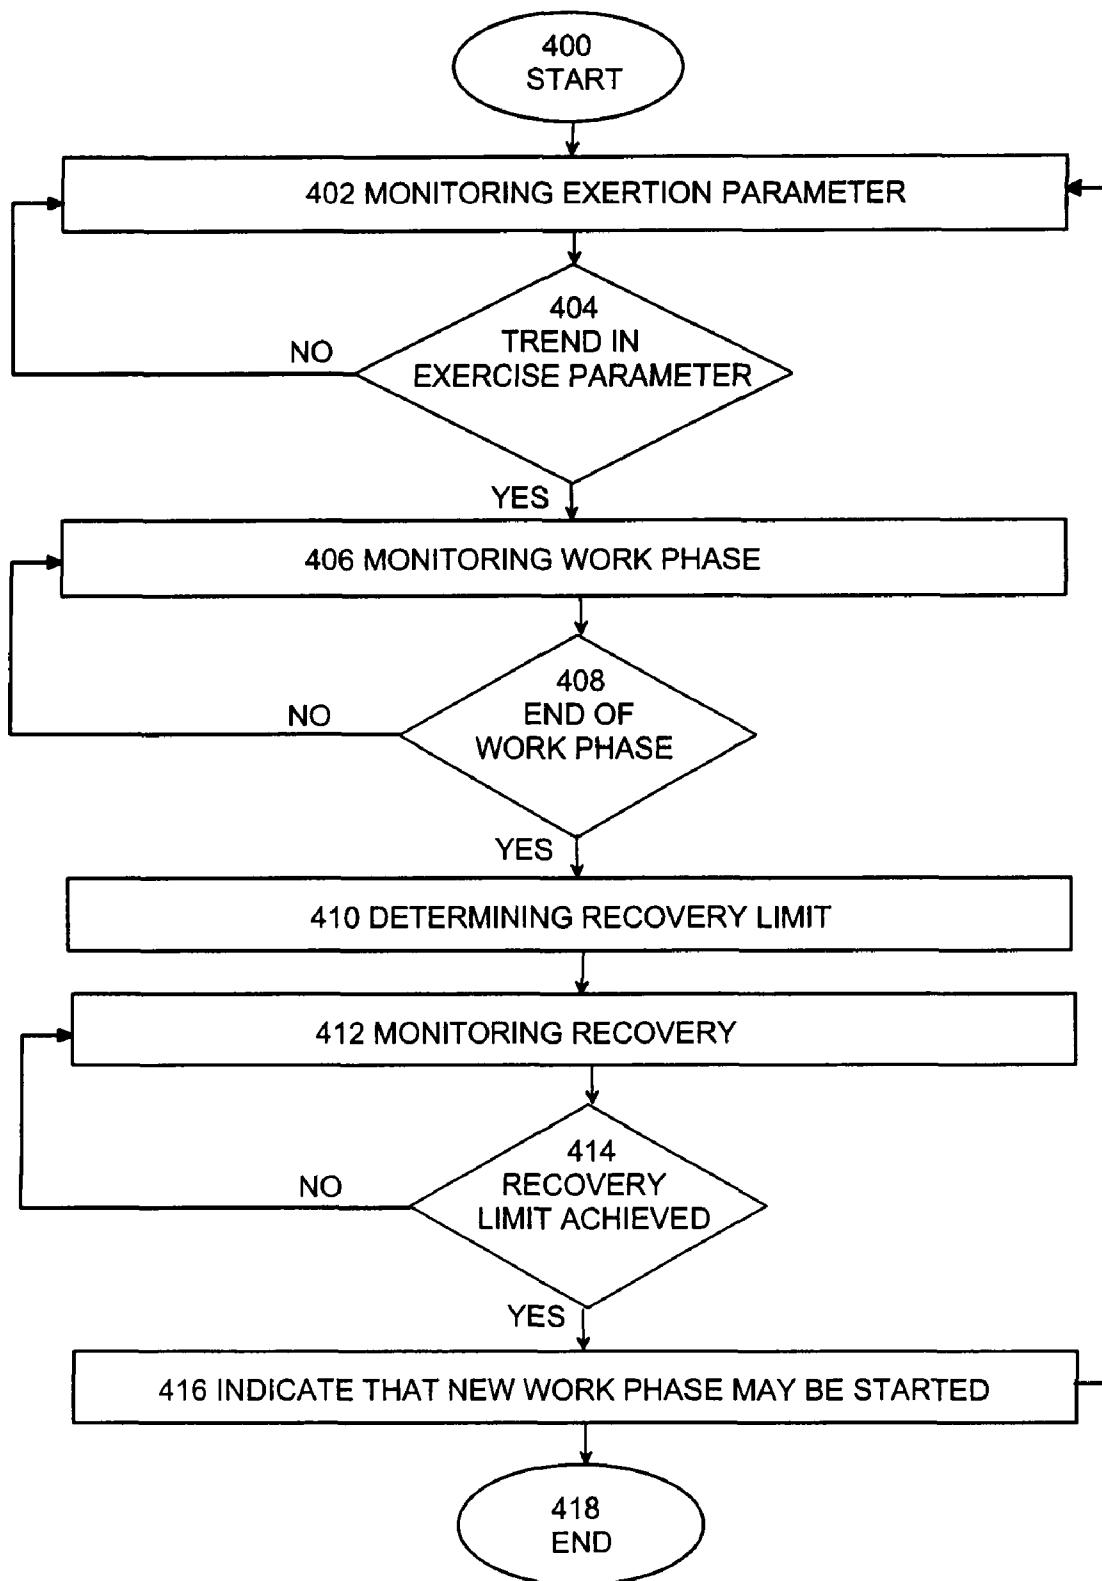 400
START
402 MONITORING EXERTION PARAMETER
404
TREND IN
EXERCISE PARAMETER
NO
YES
406 MONITORING WORK PHASE
408
END OF
WORK PHASE
NO
YES
410 DETERMINING RECOVERY LIMIT
412 MONITORING RECOVERY
414
RECOVERY
LIMIT ACHIEVED
NO
YES
416 INDICATE THAT NEW WORK PHASE MAY BE STARTED
418
END